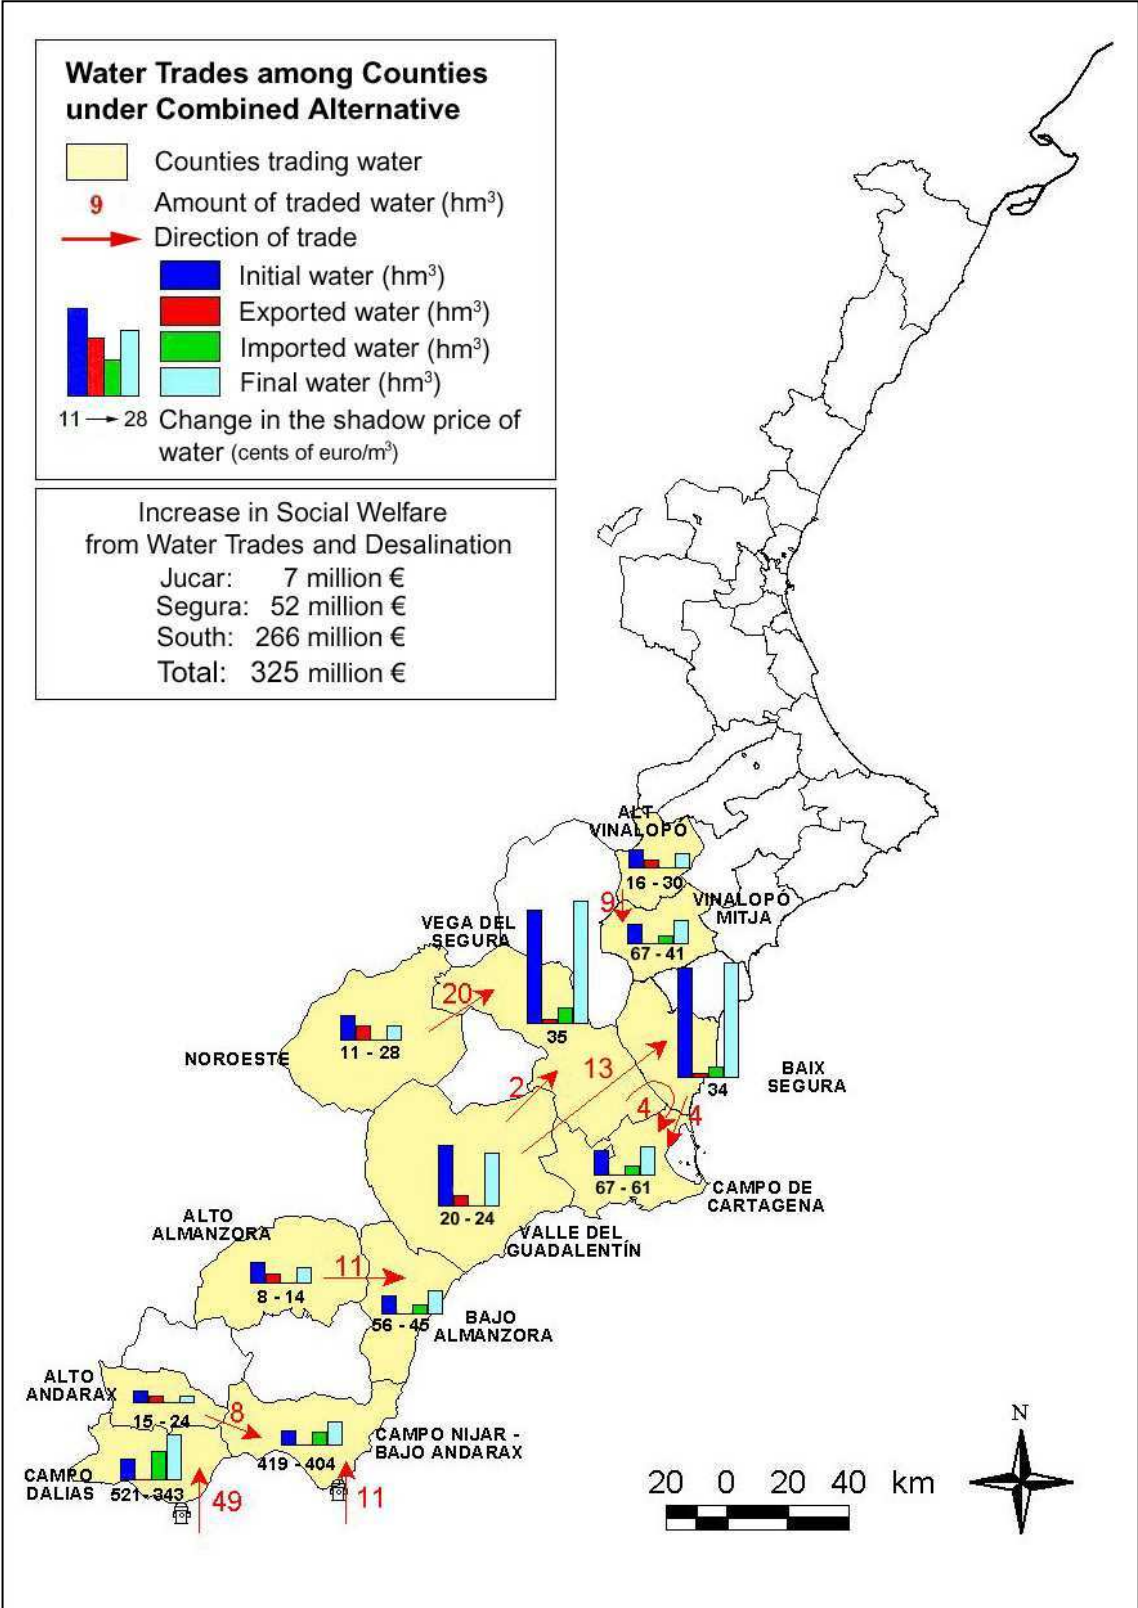 Water Trades among Counties
under Combined Alternative
Counties trading water
9 Amount of traded water (hm³)
Direction of trade
Initial water (hm³)
Exported water (hm³)
Imported water (hm³)
Final water (hm³)
11 → 28 Change in the shadow price of
water (cents of euro/m³)
Increase in Social Welfare
from Water Trades and Desalination
Jucar: 7 million €
Segura: 52 million €
South: 266 million €
Total: 325 million €
ALT
VINALOPÓ
16 - 30
9
VINALOPÓ
MITJA
67 - 41
VEGA DEL
SEGURA
20
35
NOROESTE
11 - 28
13
2
BAIX
SEGURA
34
4
4
67 - 61
CAMPO DE
CARTAGENA
20 - 24
VALLE DEL
GUADALENTÍN
ALTO
ALMANZORA
11
8 - 14
56 - 45
BAJO
ALMANZORA
ALTO
ANDARAX
15 - 24
8
CAMPO NIJAR -
BAJO ANDARAX
419 - 404
CAMPO
DALIAS
521 - 343
49
11
N
20 0 20 40 km